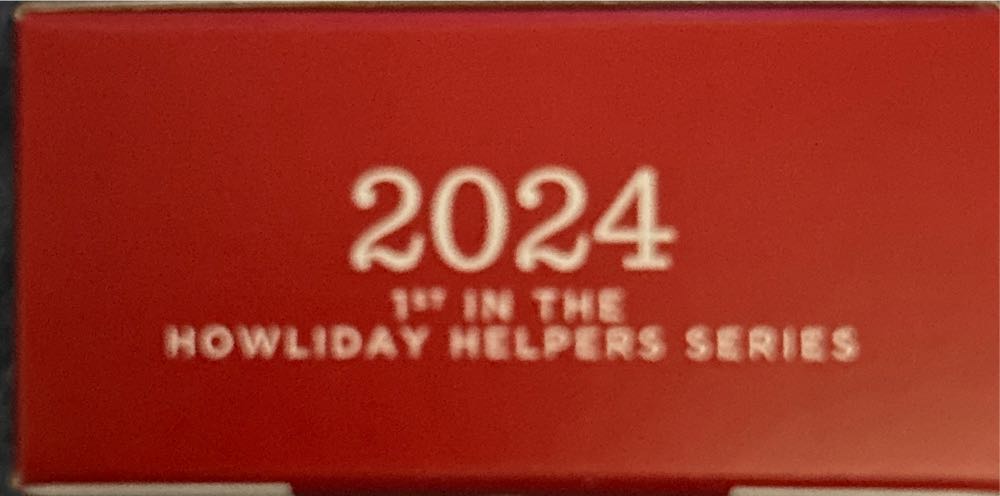 2024
1ST IN THE
HOWLIDAY HELPERS SERIES